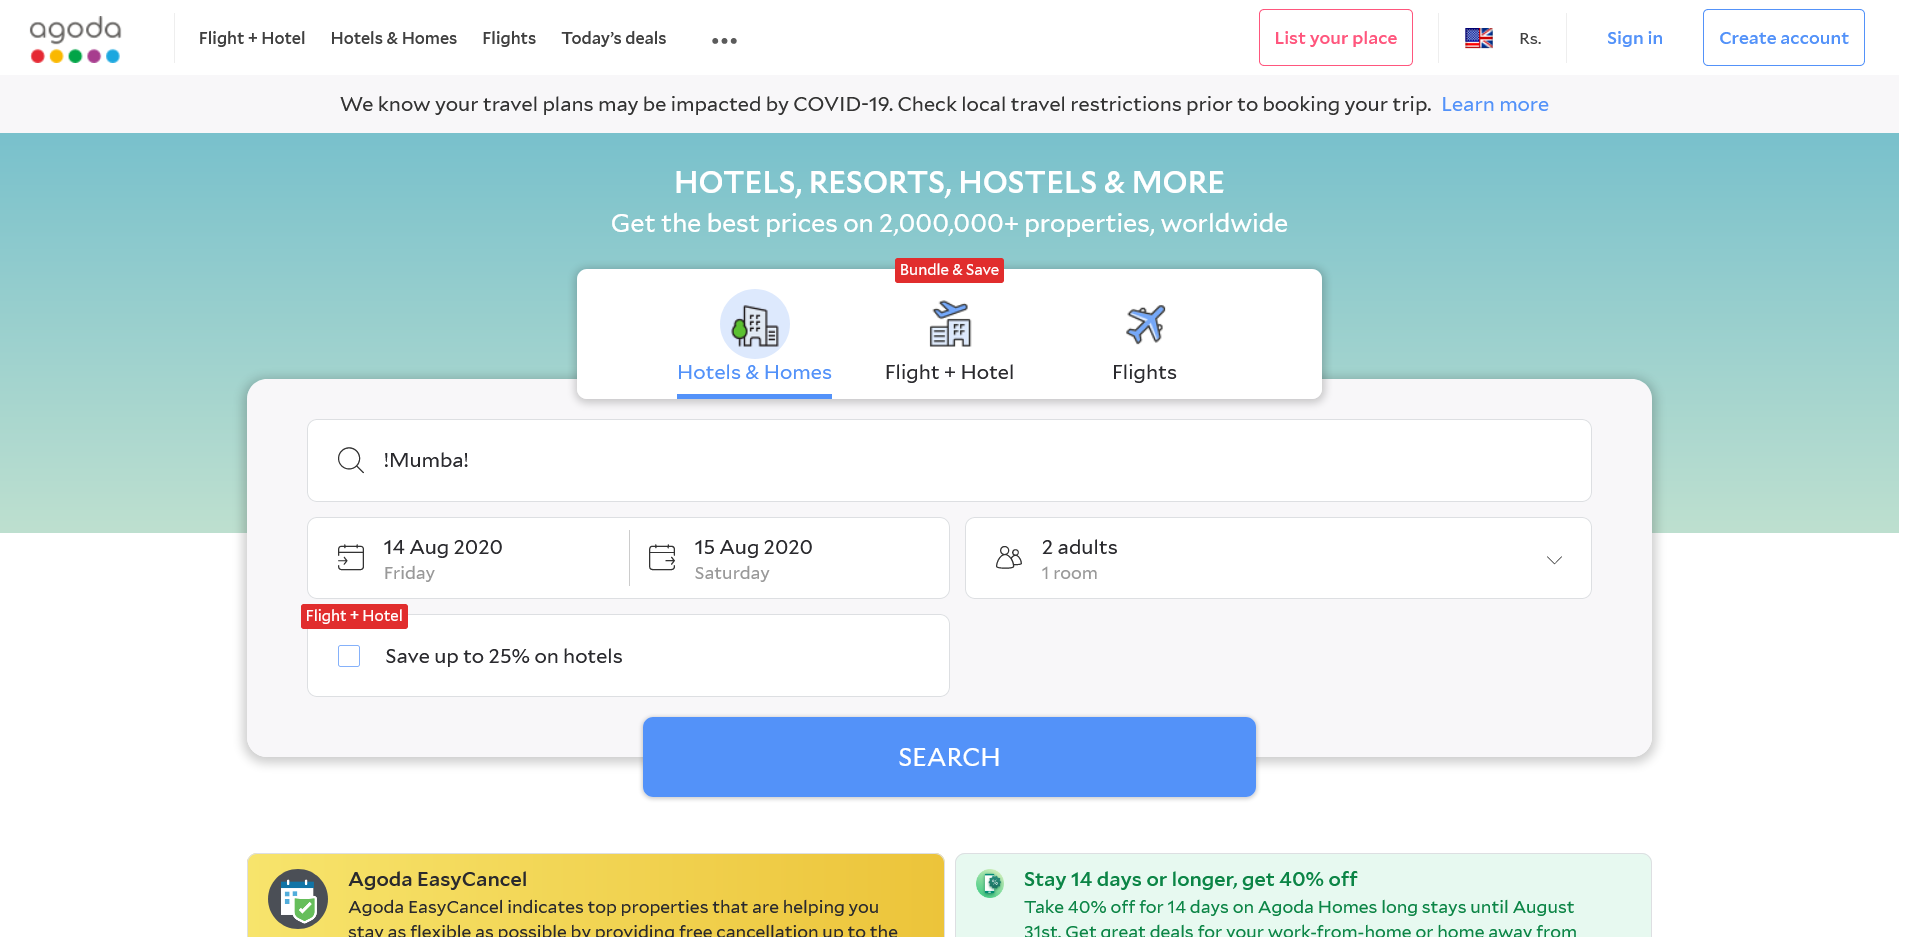 agoda
Flight + Hotel
Hotels & Homes
Flights
Today's deals
List your place
Rs.
Sign in
Create account
We know your travel plans may be impacted by COVID-19. Check local travel restrictions prior to booking your trip. Learn more
HOTELS, RESORTS, HOSTELS & MORE
Get the best prices on 2,000,000+ properties, worldwide
Bundle & Save
Hotels & Homes
Flight + Hotel
Flights
!Mumba!
14 Aug 2020
Friday
15 Aug 2020
Saturday
2 adults
1 room
Flight + Hotel
Save up to 25% on hotels
SEARCH
Agoda EasyCancel
Agoda EasyCancel indicates top properties that are helping you
stay as flexible as possible by providing free cancellation up to the
Stay 14 days or longer, get 40% off
Take 40% off for 14 days on Agoda Homes long stays until August
31st. Get great deals for your work-from-home or home away from